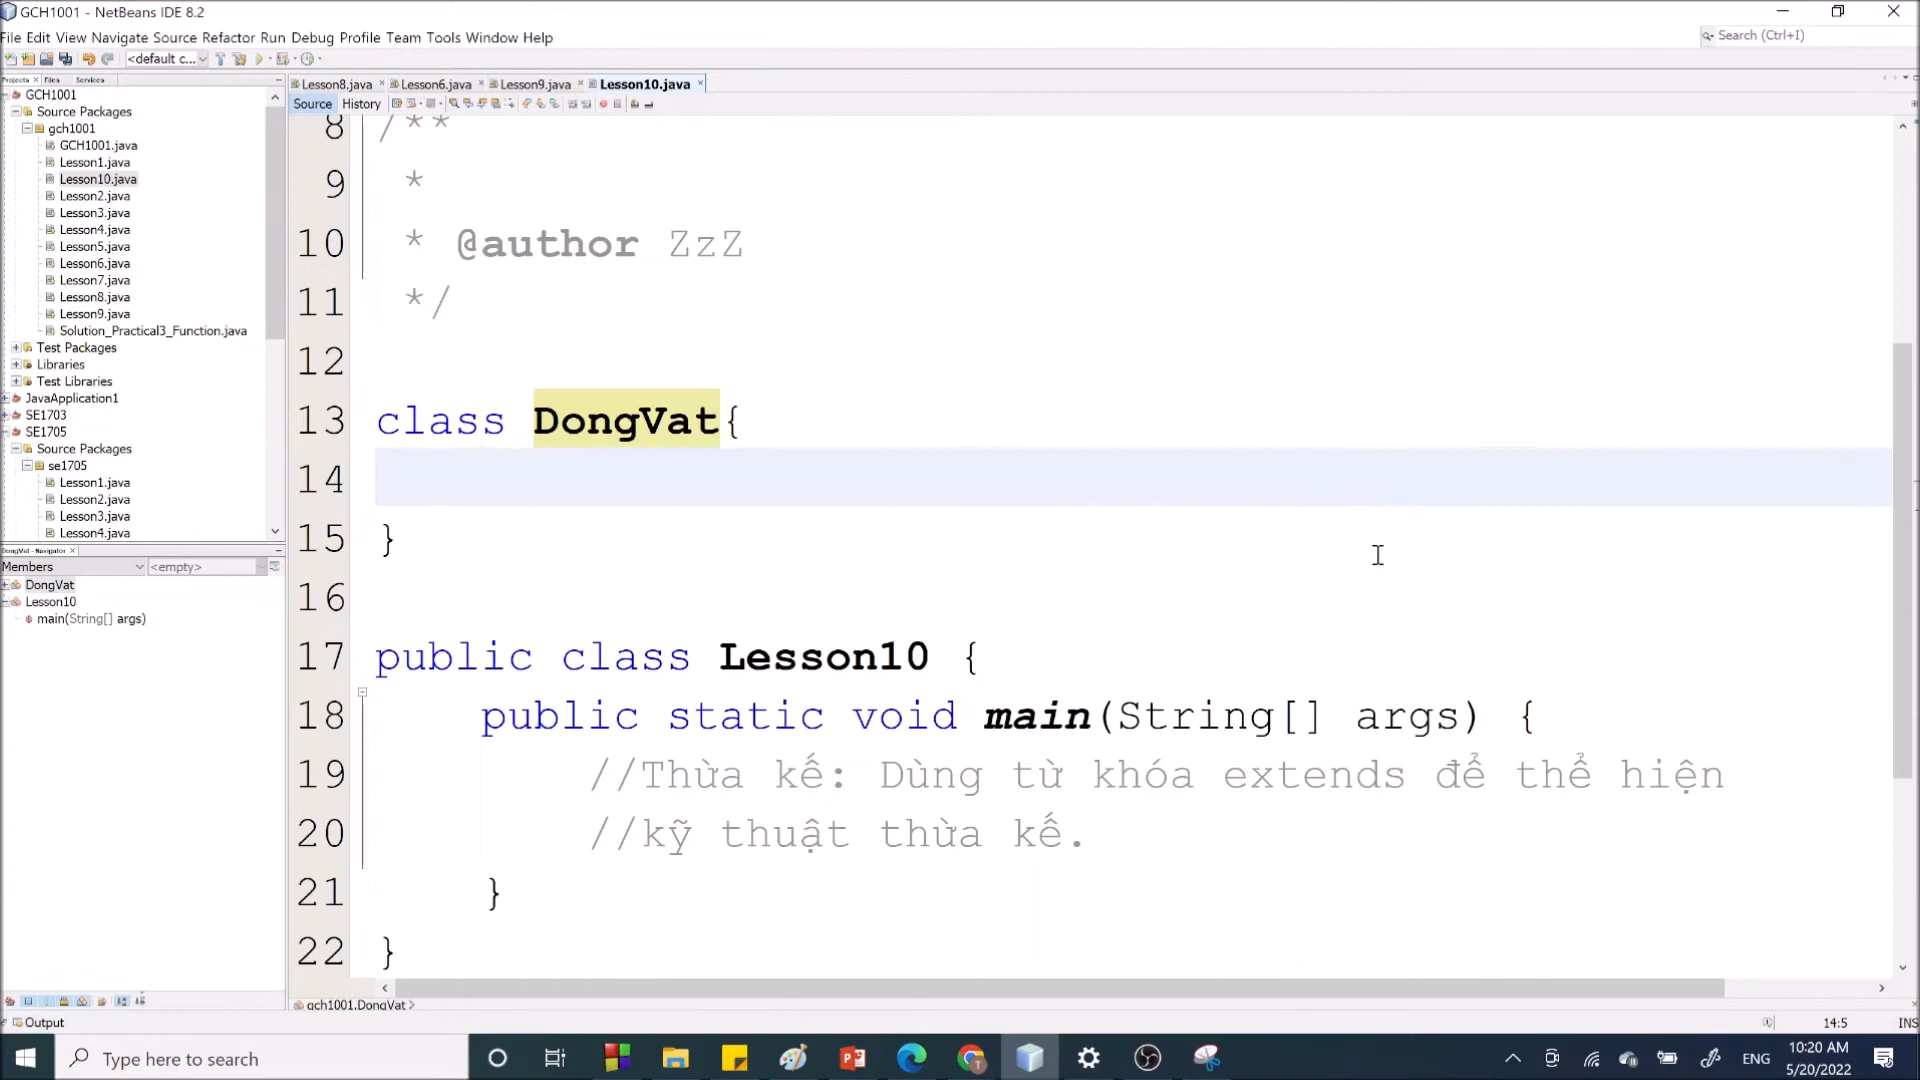 GCH1001 - NetBeans IDE 8.2
File Edit View Navigate Source Refactor Run Debug Profile Team Tools Window Help
Search (Ctrl+I)
<default c...
Projects Files Services
Lesson8.java Lesson6.java Lesson9.java Lesson10.java
Source History
GCH1001
Source Packages
gch1001
GCH1001.java
Lesson1.java
Lesson10.java
Lesson2.java
Lesson3.java
Lesson4.java
Lesson5.java
Lesson6.java
Lesson7.java
Lesson8.java
Lesson9.java
Solution_Practical3_Function.java
Test Packages
Libraries
Test Libraries
JavaApplication1
SE1703
SE1705
Source Packages
se1705
Lesson1.java
Lesson2.java
Lesson3.java
Lesson4.java
DongVat - Navigator
Members <empty>
DongVat
Lesson10
main(String[] args)
8 /**
9 *
10 * @author ZzZ
11 */
12
13 class DongVat{
14
15 }
16
17 public class Lesson10 {
18 public static void main(String[] args) {
19 //Thừa kế: Dùng từ khóa extends để thể hiện
20 //kỹ thuật thừa kế.
21 }
22 }
gch1001.DongVat
Output
14:5 INS
Type here to search
ENG
10:20 AM
5/20/2022